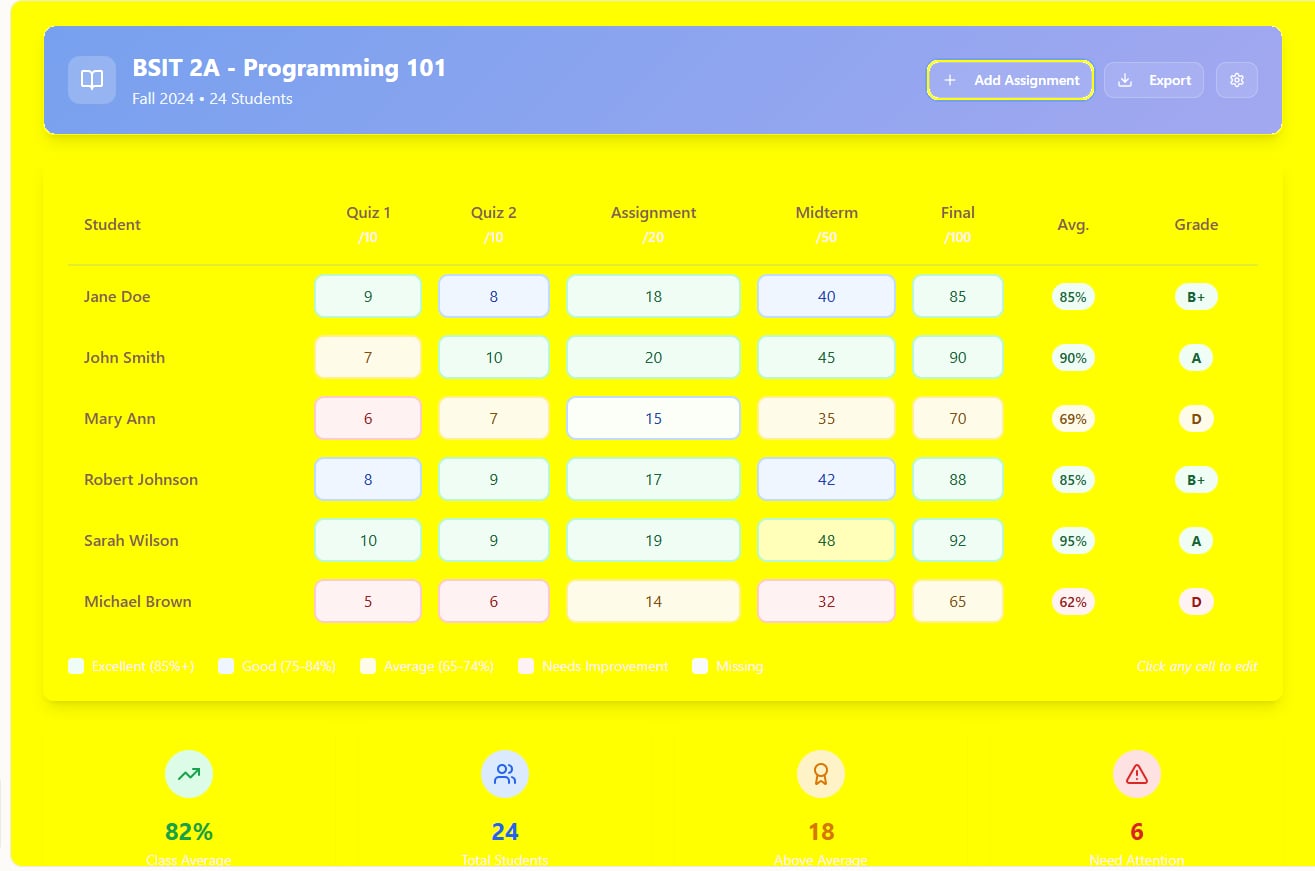 BSIT 2A - Programming 101
Fall 2024 • 24 Students
Add Assignment
Export
Student Quiz 1 /10 Quiz 2 /10 Assignment /20 Midterm /50 Final /100 Avg. Grade
Jane Doe 9 8 18 40 85 85% B+
John Smith 7 10 20 45 90 90% A
Mary Ann 6 7 15 35 70 69% D
Robert Johnson 8 9 17 42 88 85% B+
Sarah Wilson 10 9 19 48 92 95% A
Michael Brown 5 6 14 32 65 62% D
Excellent (85%+) Good (75-84%) Average (65-74%) Needs Improvement Missing Click any cell to edit
82% 24 18 6
Class Average Total Students Above Average Need Attention